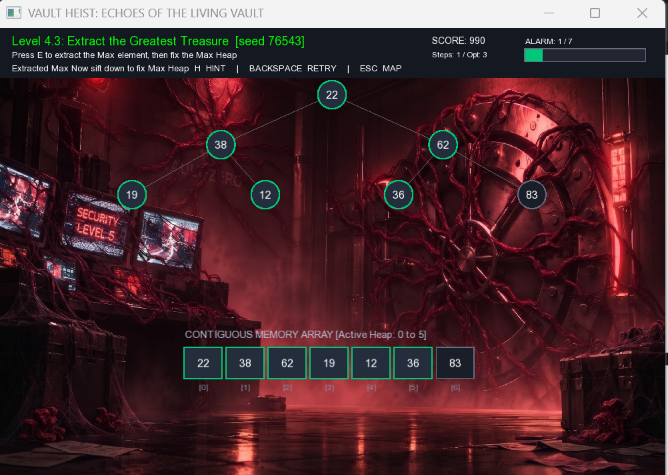 VAULT HEIST: ECHOES OF THE LIVING VAULT
Level 4.3: Extract the Greatest Treasure [seed 76543]
Press E to extract the Max element, then fix the Max Heap
Extracted Max Now sift down to fix Max Heap H HINT | BACKSPACE RETRY | ESC MAP
SCORE: 990
Steps: 1 / Opt: 3
ALARM: 1 / 7
22
38
62
19
12
36
83
SECURITY
LEVEL 5
CONTIGUOUS MEMORY ARRAY [Active Heap: 0 to 5]
22 38 62 19 12 36 83
[0] [1] [2] [3] [4] [5] [6]